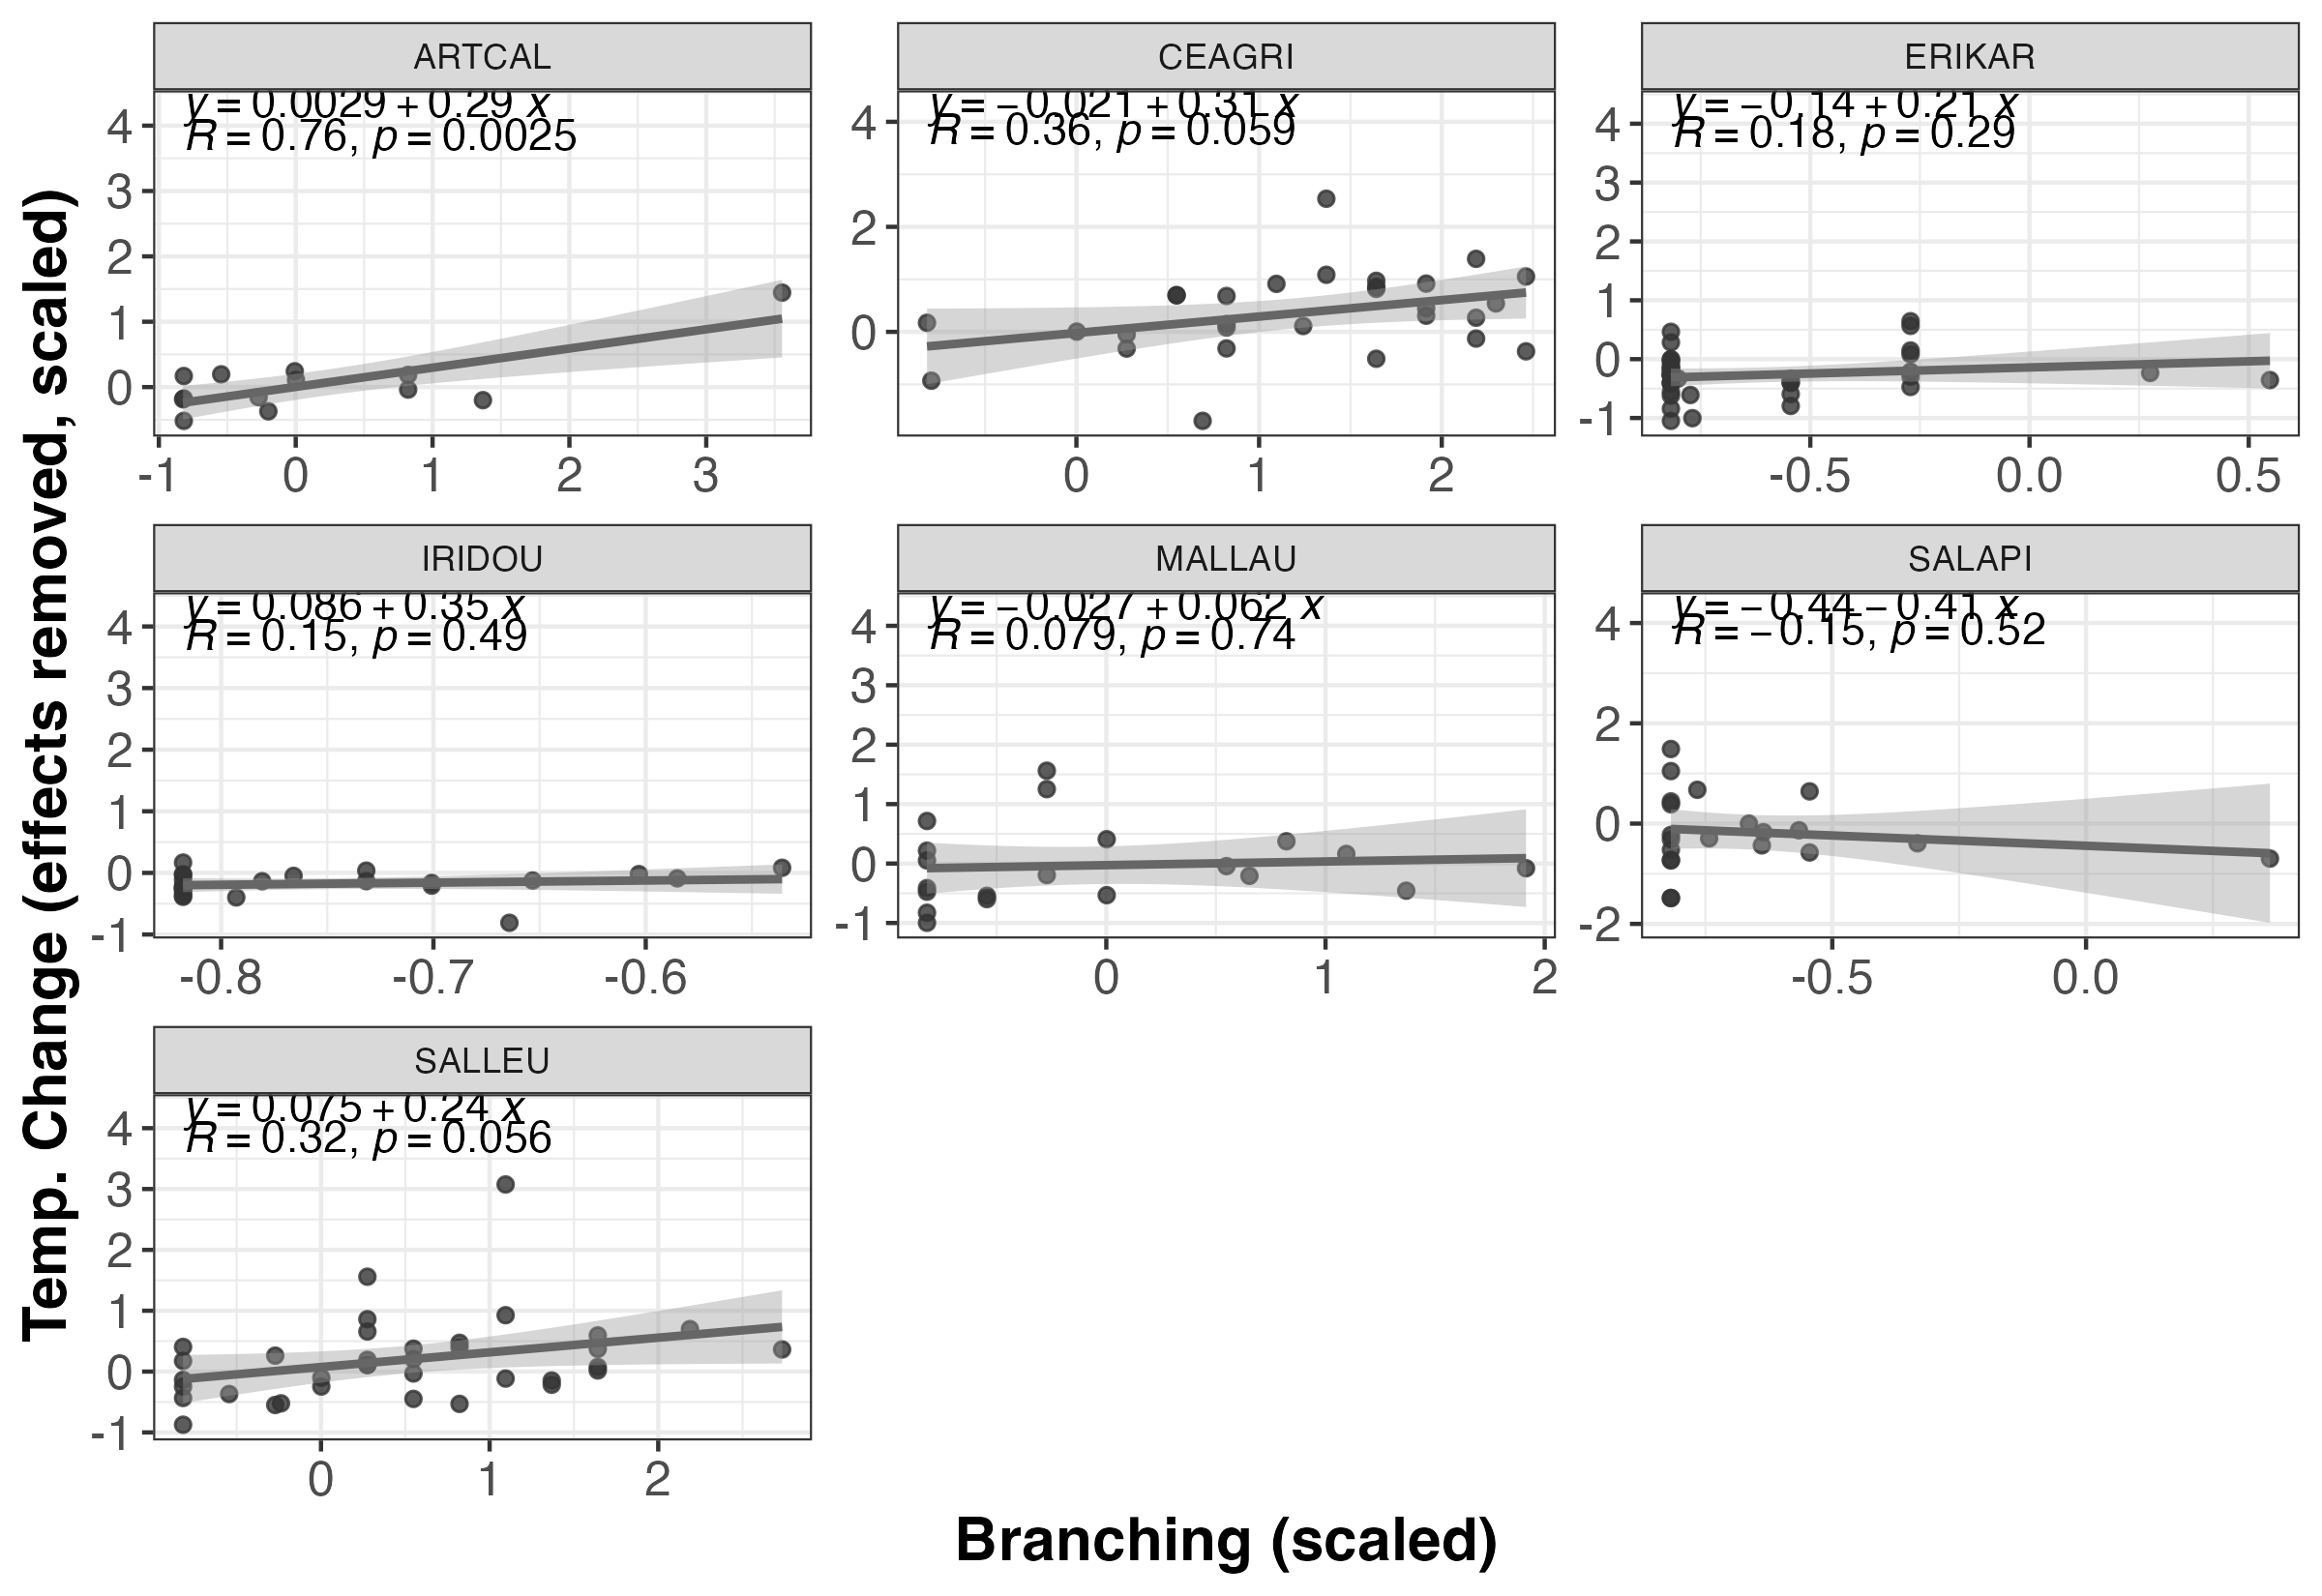 Temp. Change (effects removed, scaled)
ARTCAL
y = 0.0029 + 0.29 x
R = 0.76, p = 0.0025
4
3
2
1
0
-1 0 1 2 3
CEAGRI
y = −0.021 + 0.31 x
R = 0.36, p = 0.059
4
2
0
0 1 2
ERIKAR
y = −0.14 + 0.21 x
R = 0.18, p = 0.29
4
3
2
1
0
-1
-0.5 0.0 0.5
IRIDOU
y = 0.086 + 0.35 x
R = 0.15, p = 0.49
4
3
2
1
0
-1
-0.8 -0.7 -0.6
MALLAU
y = −0.027 + 0.062 x
R = 0.079, p = 0.74
4
3
2
1
0
-1
0 1 2
SALAPI
y = −0.44 − 0.41 x
R = −0.15, p = 0.52
4
2
0
-2
-0.5 0.0
SALLEU
y = 0.075 + 0.24 x
R = 0.32, p = 0.056
4
3
2
1
0
-1
0 1 2
Branching (scaled)